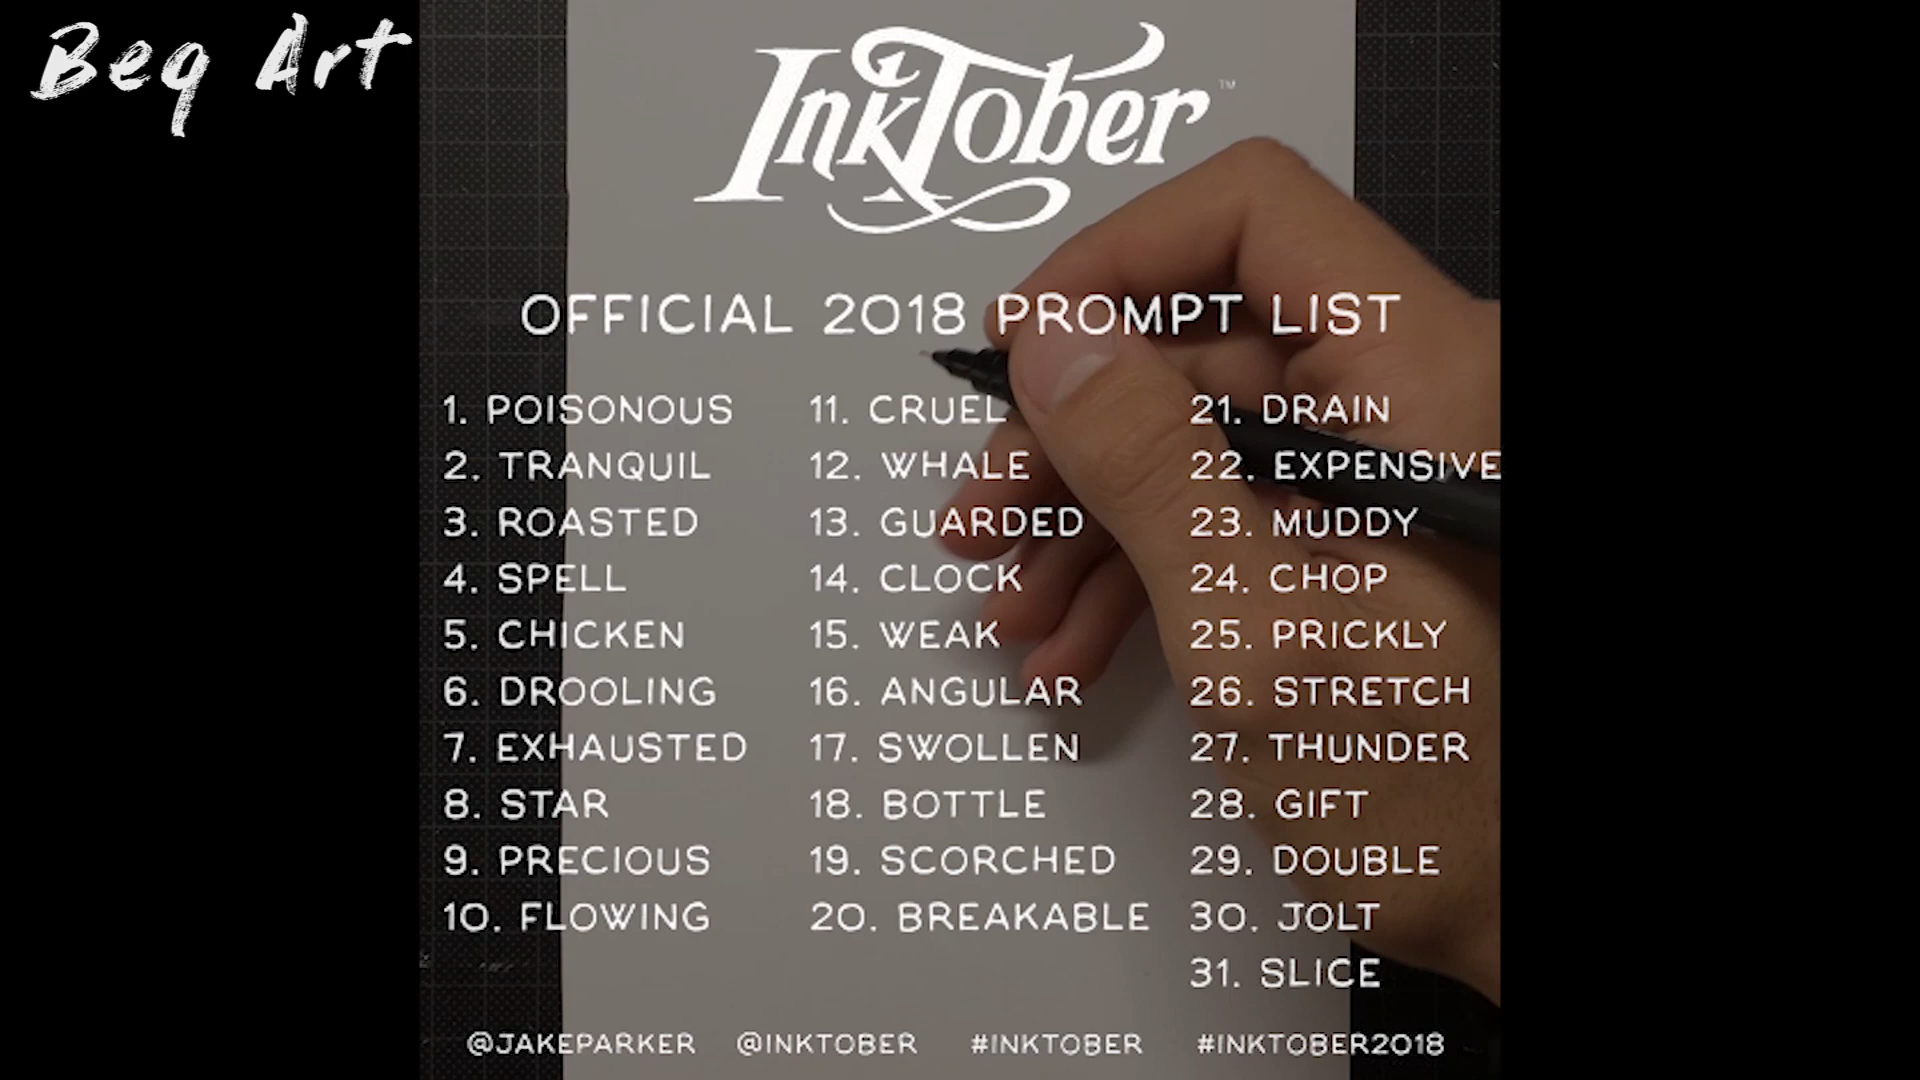 Beq Art
InkTober™
OFFICIAL 2018 PROMPT LIST
1. POISONOUS
2. TRANQUIL
3. ROASTED
4. SPELL
5. CHICKEN
6. DROOLING
7. EXHAUSTED
8. STAR
9. PRECIOUS
10. FLOWING
11. CRUEL
12. WHALE
13. GUARDED
14. CLOCK
15. WEAK
16. ANGULAR
17. SWOLLEN
18. BOTTLE
19. SCORCHED
20. BREAKABLE
21. DRAIN
22. EXPENSIVE
23. MUDDY
24. CHOP
25. PRICKLY
26. STRETCH
27. THUNDER
28. GIFT
29. DOUBLE
30. JOLT
31. SLICE
@JAKEPARKER @INKTOBER #INKTOBER #INKTOBER2018